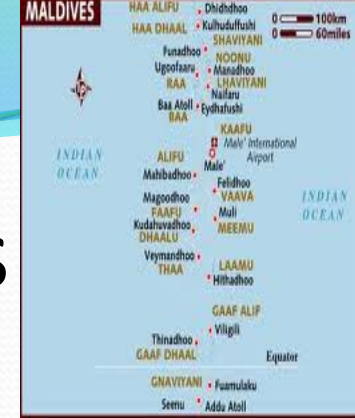 MALDIVES
HAA ALIFU
Dhidhdhoo
0 100km
0 60miles
HAA DHAAL
Kulhuduffushi
SHAVIYANI
Funadhoo
NOONU
Ugoofaaru
Manadhoo
RAA
LHAVIYANI
Naifaru
Baa Atoll
Eydhafushi
BAA
KAAFU
Male' International
Airport
INDIAN
OCEAN
ALIFU
Male'
Mahibadhoo
Felidhoo
VAAVA
INDIAN
OCEAN
Magoodhoo
FAAFU
Muli
Kudahuvadhoo
MEEMU
DHAALU
Veymandhoo
THAA
LAAMU
Hithadhoo
GAAF ALIF
Viligili
Thinadhoo
GAAF DHAAL
Equator
GNAVIYANI
Fuamulaku
Seenu
Addu Atoll
s